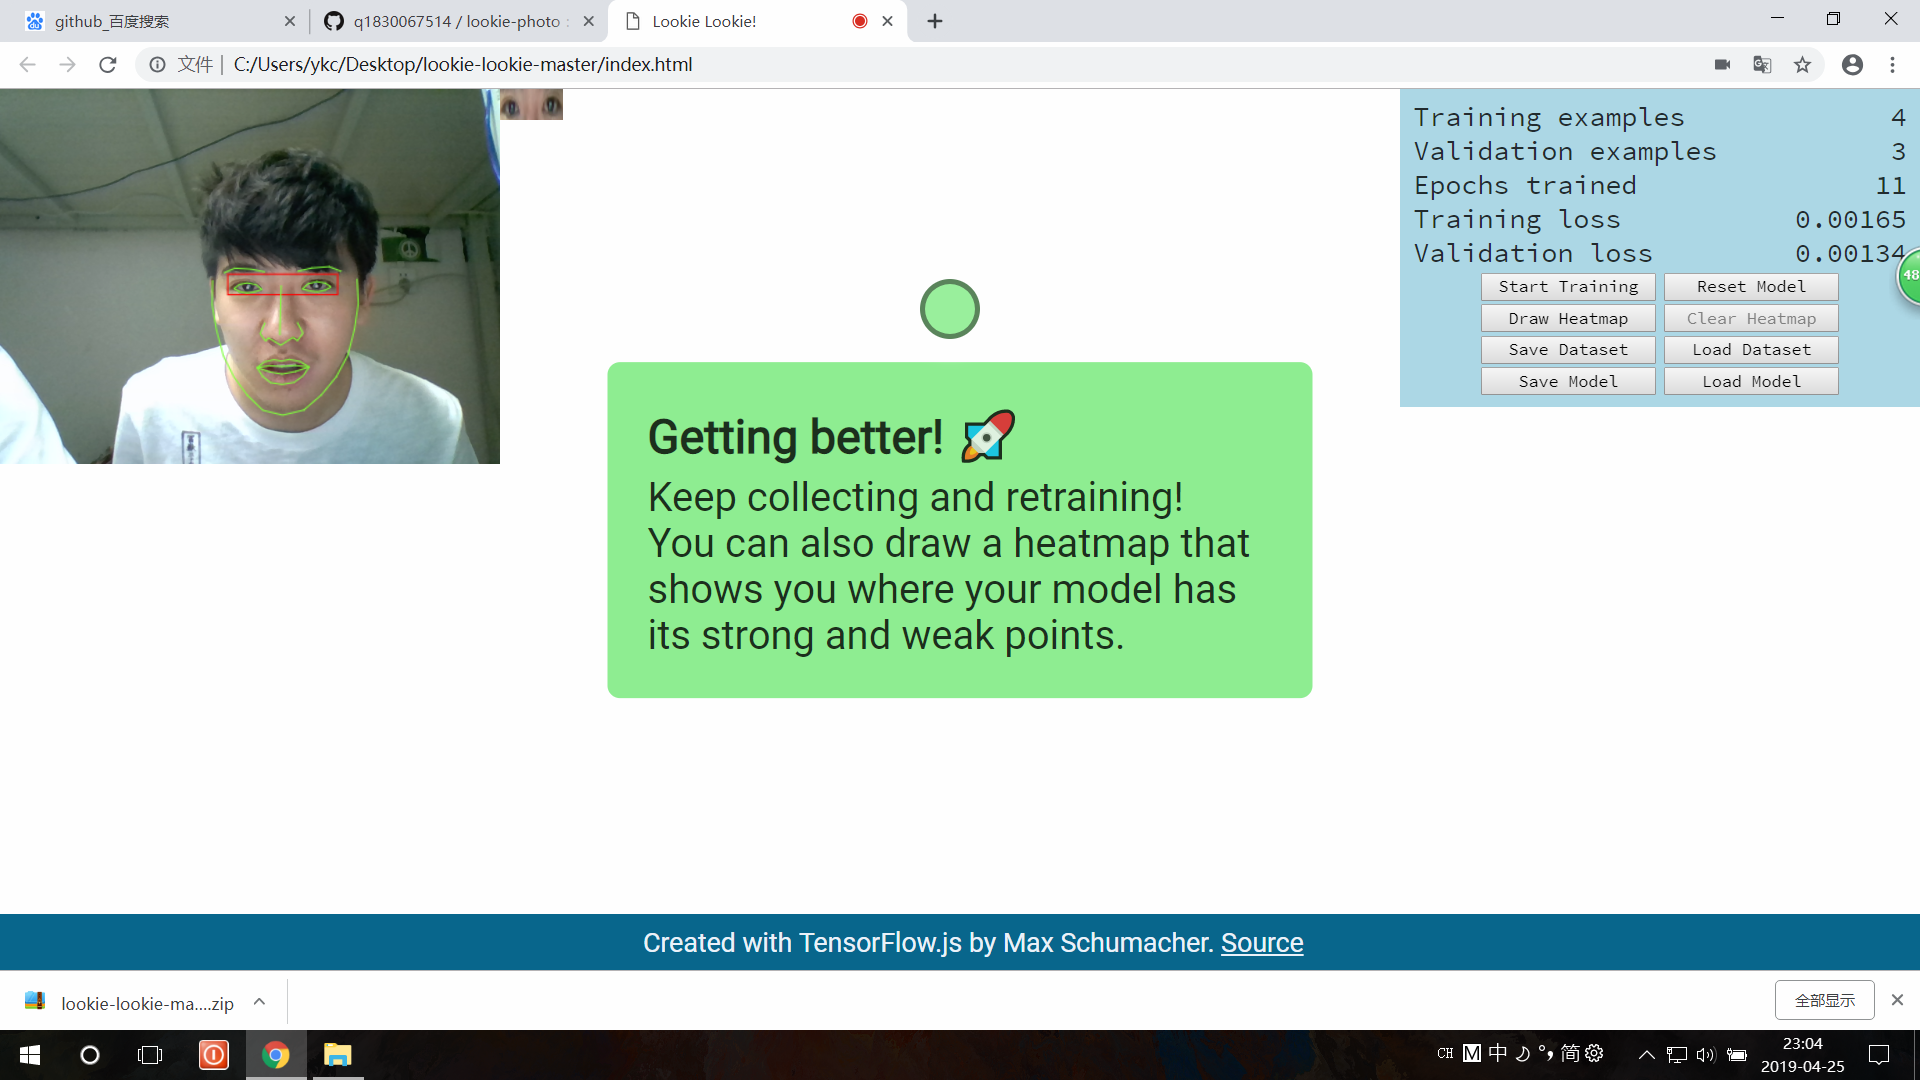 github_百度搜索
q1830067514 / lookie-photo
Lookie Lookie!
文件 | C:/Users/ykc/Desktop/lookie-lookie-master/index.html
Training examples 4
Validation examples 3
Epochs trained 11
Training loss 0.00165
Validation loss 0.00134
48
Start Training Reset Model
Draw Heatmap Clear Heatmap
Save Dataset Load Dataset
Save Model Load Model
Getting better! 🚀
Keep collecting and retraining!
You can also draw a heatmap that
shows you where your model has
its strong and weak points.
Created with TensorFlow.js by Max Schumacher. Source
lookie-lookie-ma....zip
全部显示
CH M 中 简
23:04
2019-04-25